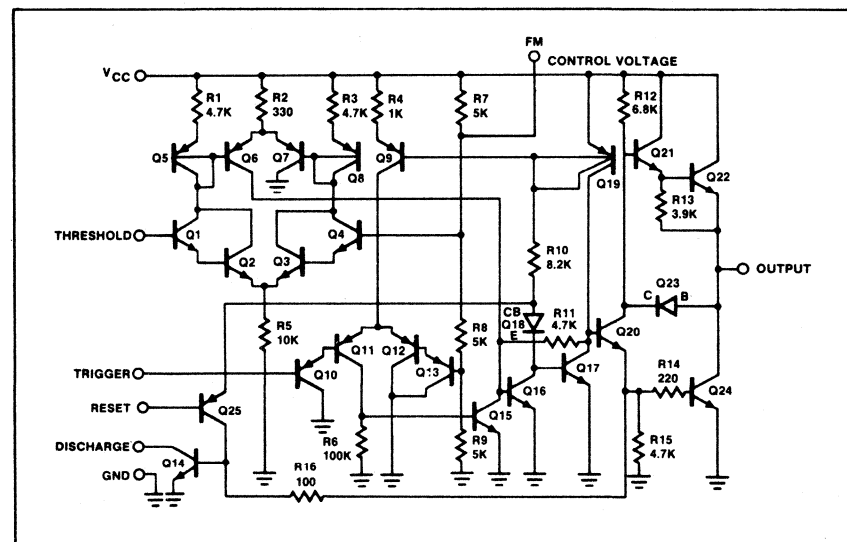 FM
CONTROL VOLTAGE
VCC
R1
4.7K
R2
330
R3
4.7K
R4
1K
R7
5K
R12
6.8K
Q5
Q6
Q7
Q8
Q9
Q19
Q21
Q22
R13
3.9K
THRESHOLD
Q1
Q2
Q3
Q4
R10
8.2K
Q23
C
B
OUTPUT
R5
10K
R8
5K
CB
Q18
E
R11
4.7K
Q20
TRIGGER
Q10
Q11
Q12
Q13
Q16
Q17
R14
220
Q24
RESET
Q25
Q15
DISCHARGE
Q14
R6
100K
R9
5K
R15
4.7K
GND
R16
100